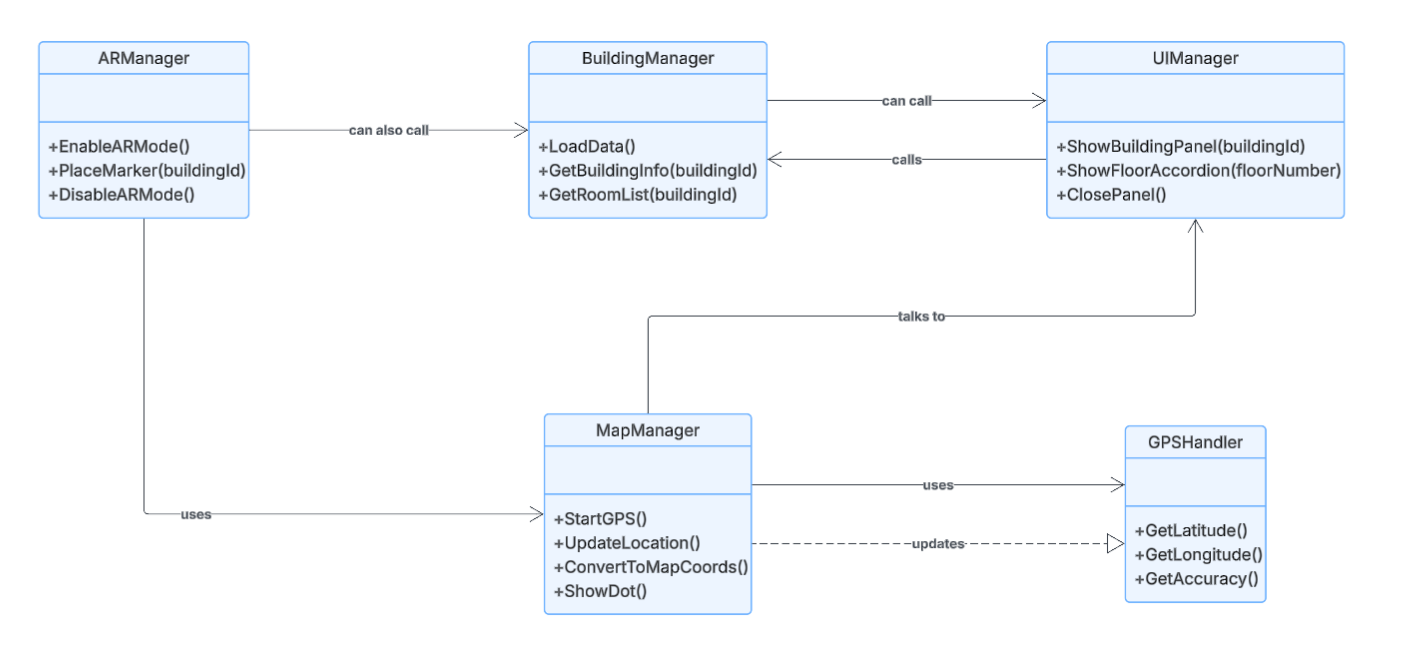 ARManager
+EnableARMode()
+PlaceMarker(buildingId)
+DisableARMode()
can also call
BuildingManager
+LoadData()
+GetBuildingInfo(buildingId)
+GetRoomList(buildingId)
can call
calls
UIManager
+ShowBuildingPanel(buildingId)
+ShowFloorAccordion(floorNumber)
+ClosePanel()
talks to
uses
MapManager
+StartGPS()
+UpdateLocation()
+ConvertToMapCoords()
+ShowDot()
uses
updates
GPSHandler
+GetLatitude()
+GetLongitude()
+GetAccuracy()